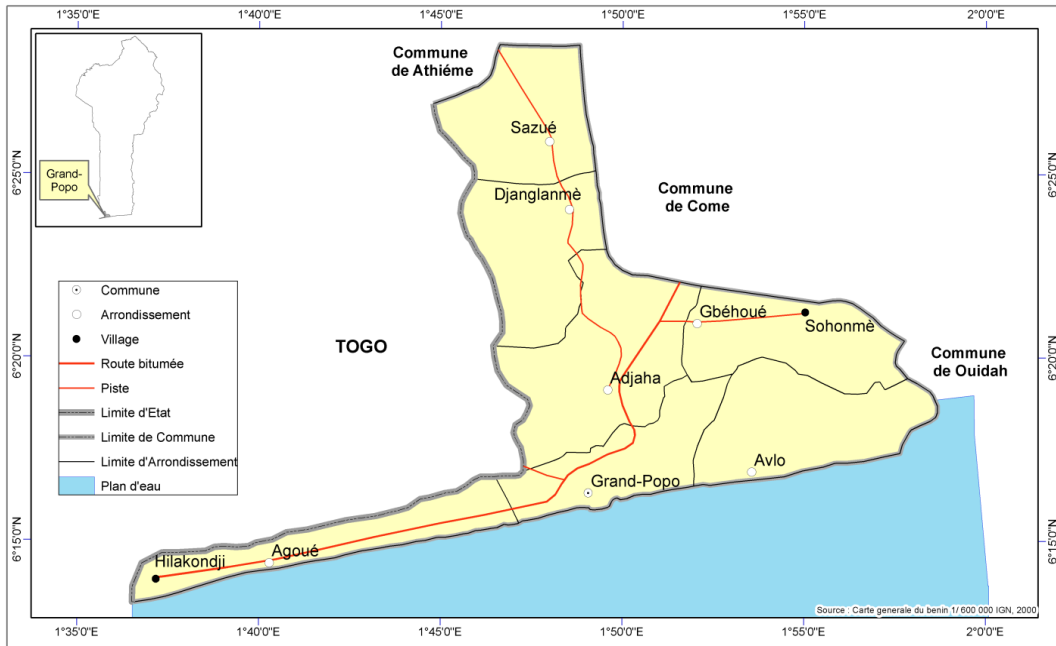 1°35'0"E 1°40'0"E 1°45'0"E 1°50'0"E 1°55'0"E 2°0'0"E
Commune
de Athiéme
Sazué
6°25'0"N
6°25'0"N
Grand-
Popo
Djanglanmè
Commune
de Come
Commune
Arrondissement
Village
Route bitumée
Piste
Limite d'Etat
Limite de Commune
Limite d'Arrondissement
Plan d'eau
Gbéhoué
Sohonmè
TOGO
6°20'0"N
6°20'0"N
Commune
de Ouidah
Adjaha
Avlo
Grand-Popo
6°15'0"N
6°15'0"N
Agoué
Hilakondji
Source : Carte generale du benin 1/ 600 000 IGN, 2000
1°35'0"E 1°40'0"E 1°45'0"E 1°50'0"E 1°55'0"E 2°0'0"E